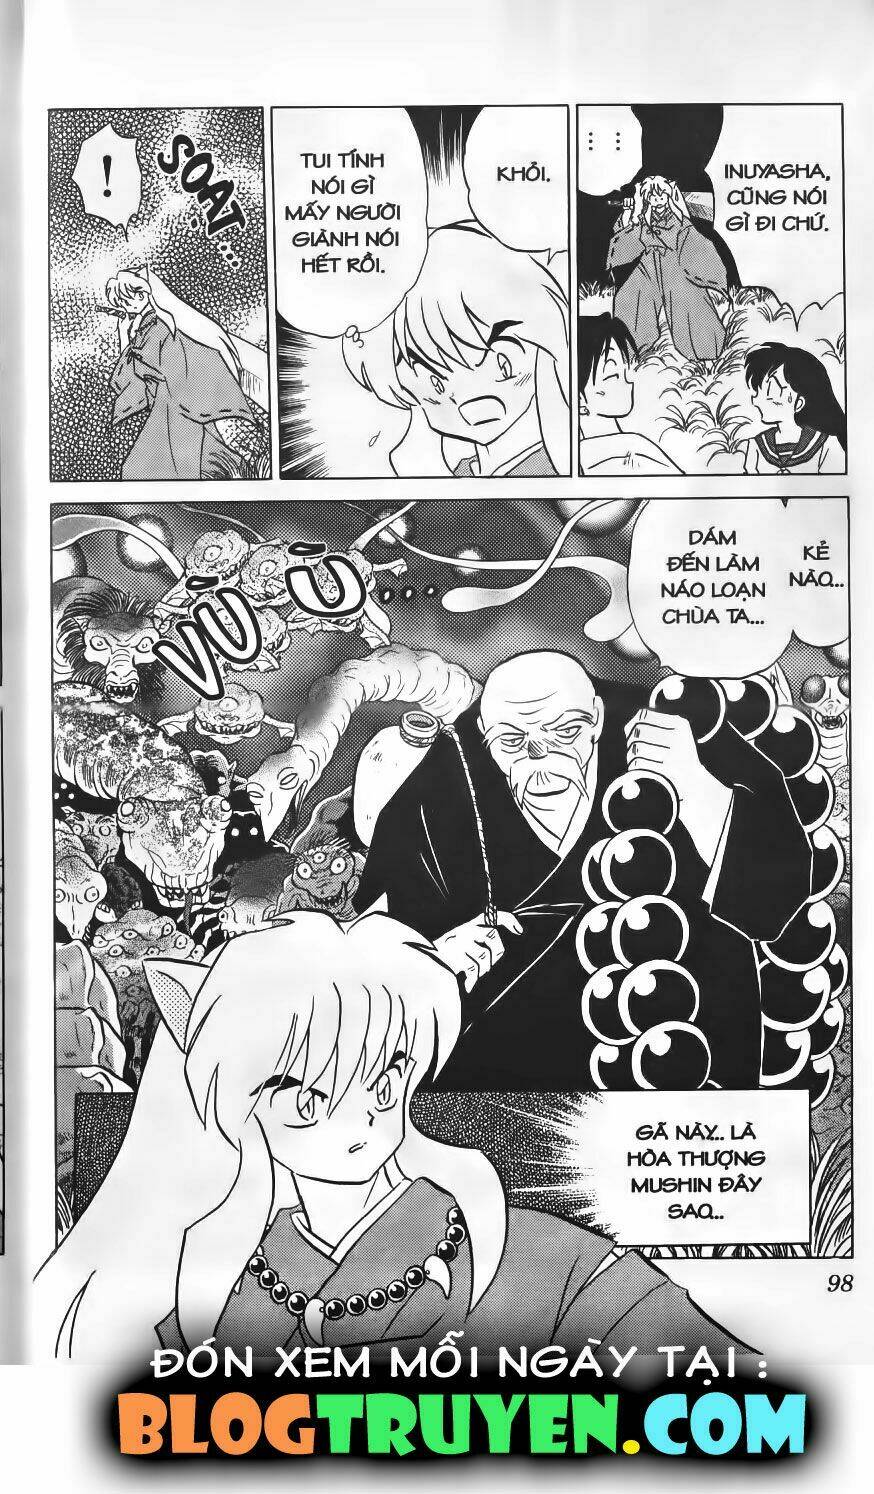 INUYASHA,
CŨNG NÓI
GÌ ĐI CHỨ.
...
...
KHỎI.
TUI TÍNH
NÓI GÌ
MẤY NGƯỜI
GIÀNH NÓI
HẾT RỒI.
SOẠT....
!
KẺ
NÀO...
DÁM
ĐẾN LÀM
NÁO LOẠN
CHÙA TA...
VÙ Ù...
GÃ NÀY... LÀ
HÒA THƯỢNG
MUSHIN ĐÂY
SAO...
98
ĐÓN XEM MỖI NGÀY TẠI :
BLOGTRUYEN.COM